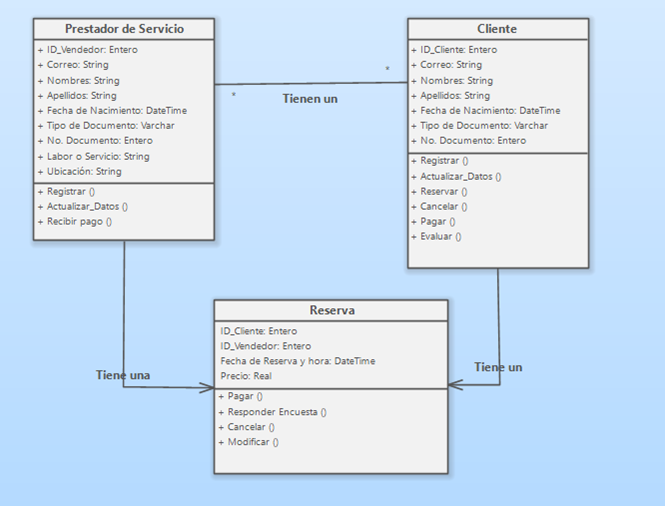 Prestador de Servicio
+ ID_Vendedor: Entero
+ Correo: String
+ Nombres: String
+ Apellidos: String
+ Fecha de Nacimiento: DateTime
+ Tipo de Documento: Varchar
+ No. Documento: Entero
+ Labor o Servicio: String
+ Ubicación: String
+ Registrar ()
+ Actualizar_Datos ()
+ Recibir pago ()
*
Tienen un
*
Cliente
+ ID_Cliente: Entero
+ Correo: String
+ Nombres: String
+ Apellidos: String
+ Fecha de Nacimiento: DateTime
+ Tipo de Documento: Varchar
+ No. Documento: Entero
+ Registrar ()
+ Actualizar_Datos ()
+ Reservar ()
+ Cancelar ()
+ Pagar ()
+ Evaluar ()
Tiene una
Reserva
ID_Cliente: Entero
ID_Vendedor: Entero
Fecha de Reserva y hora: DateTime
Precio: Real
+ Pagar ()
+ Responder Encuesta ()
+ Cancelar ()
+ Modificar ()
Tiene un